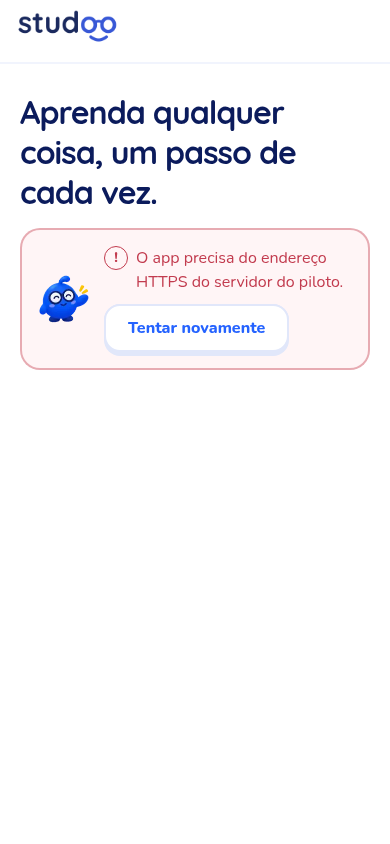 studoo
Aprenda qualquer
coisa, um passo de
cada vez.
! O app precisa do endereço
HTTPS do servidor do piloto.
Tentar novamente